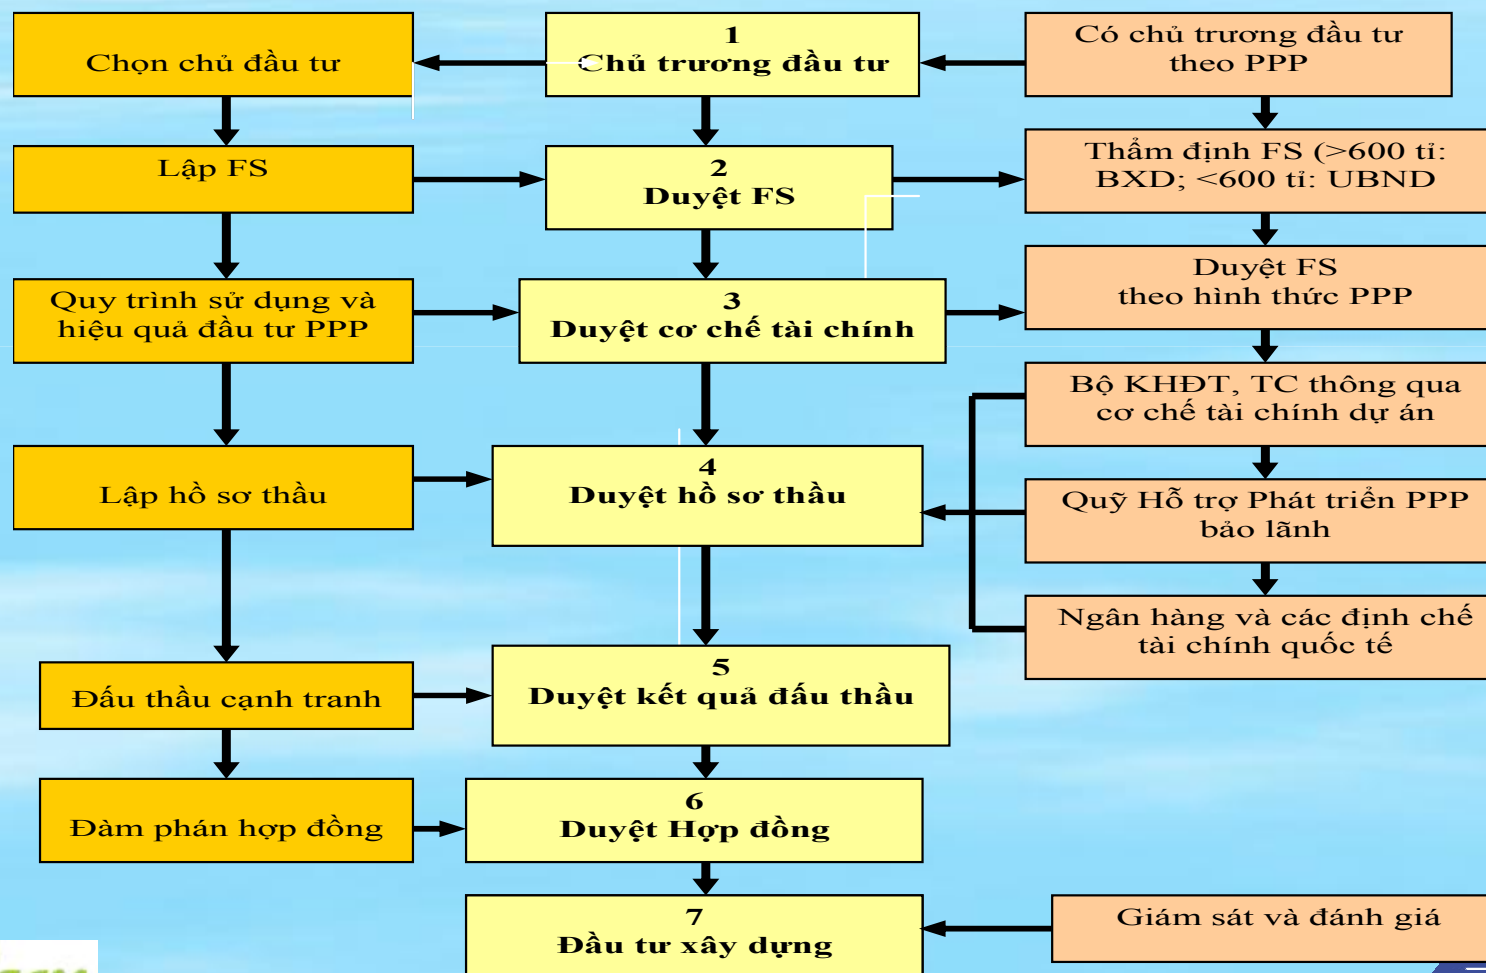 Chọn chủ đầu tư
1
Chủ trương đầu tư
Có chủ trương đầu tư
theo PPP
Lập FS
2
Duyệt FS
Thẩm định FS (>600 tỉ:
BXD; <600 tỉ: UBND
Quy trình sử dụng và
hiệu quả đầu tư PPP
3
Duyệt cơ chế tài chính
Duyệt FS
theo hình thức PPP
Bộ KHĐT, TC thông qua
cơ chế tài chính dự án
Lập hồ sơ thầu
4
Duyệt hồ sơ thầu
Quỹ Hỗ trợ Phát triển PPP
bảo lãnh
Ngân hàng và các định chế
tài chính quốc tế
Đấu thầu cạnh tranh
5
Duyệt kết quả đấu thầu
Đàm phán hợp đồng
6
Duyệt Hợp đồng
7
Đầu tư xây dựng
Giám sát và đánh giá